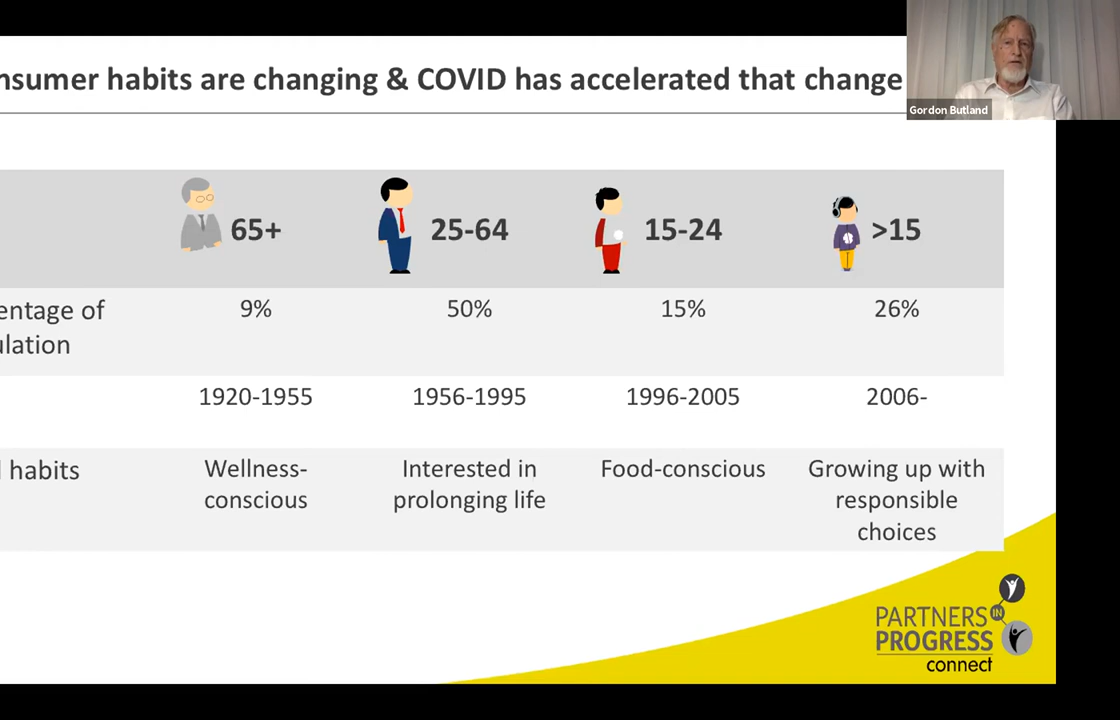 nsumer habits are changing & COVID has accelerated that change
Gordon Butland
65+ 25-64 15-24 >15
entage of 9% 50% 15% 26%
ulation
1920-1955 1956-1995 1996-2005 2006-
habits Wellness- Interested in Food-conscious Growing up with
conscious prolonging life responsible
choices
PARTNERS IN
PROGRESS
connect